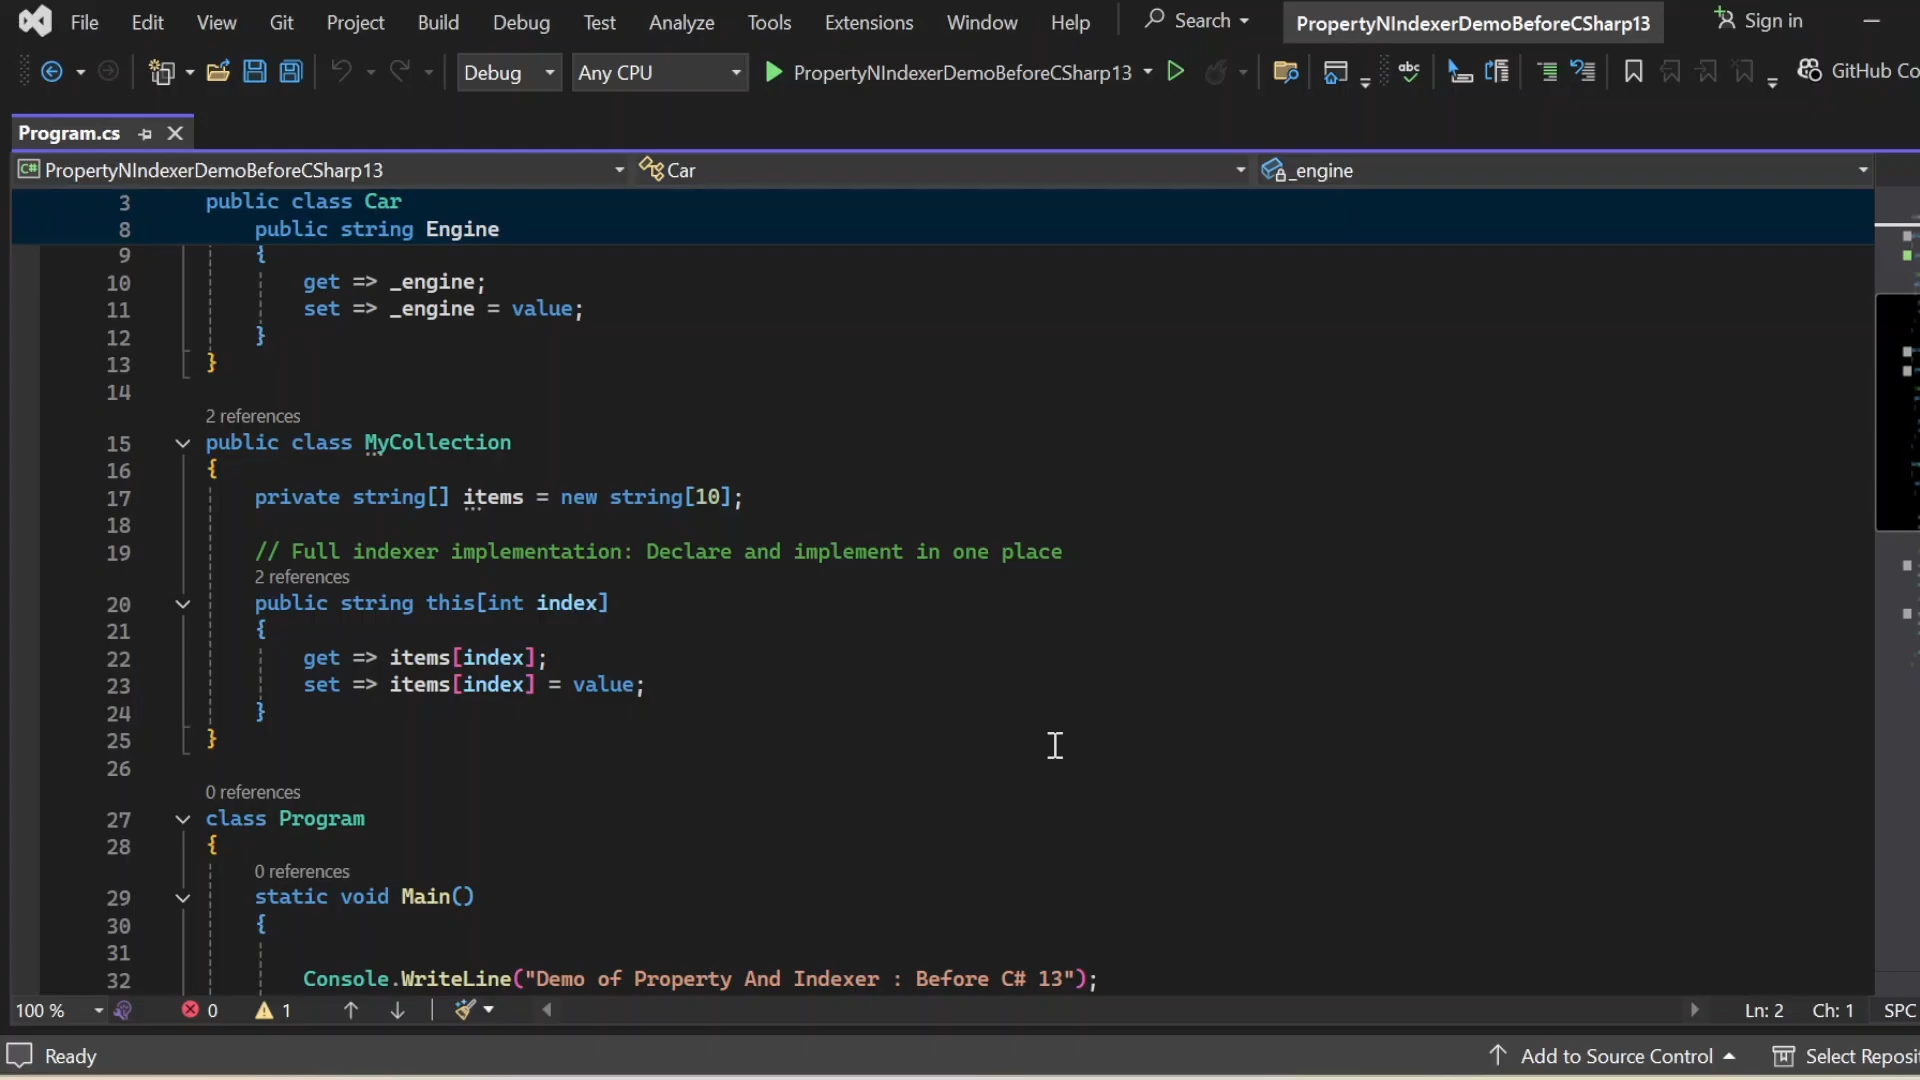 File Edit View Git Project Build Debug Test Analyze Tools Extensions Window Help Search PropertyNIndexerDemoBeforeCSharp13 Sign in
Debug Any CPU PropertyNIndexerDemoBeforeCSharp13 abc GitHub Co
Program.cs
C# PropertyNIndexerDemoBeforeCSharp13 Car _engine
3 public class Car
8 public string Engine
9 {
10 get => _engine;
11 set => _engine = value;
12 }
13 }
14
2 references
15 public class MyCollection
16 {
17 private string[] items = new string[10];
18
19 // Full indexer implementation: Declare and implement in one place
2 references
20 public string this[int index]
21 {
22 get => items[index];
23 set => items[index] = value;
24 }
25 }
26
0 references
27 class Program
28 {
0 references
29 static void Main()
30 {
31
32 Console.WriteLine("Demo of Property And Indexer : Before C# 13");
100 % 0 1 Ln: 2 Ch: 1 SPC
Ready Add to Source Control Select Reposit